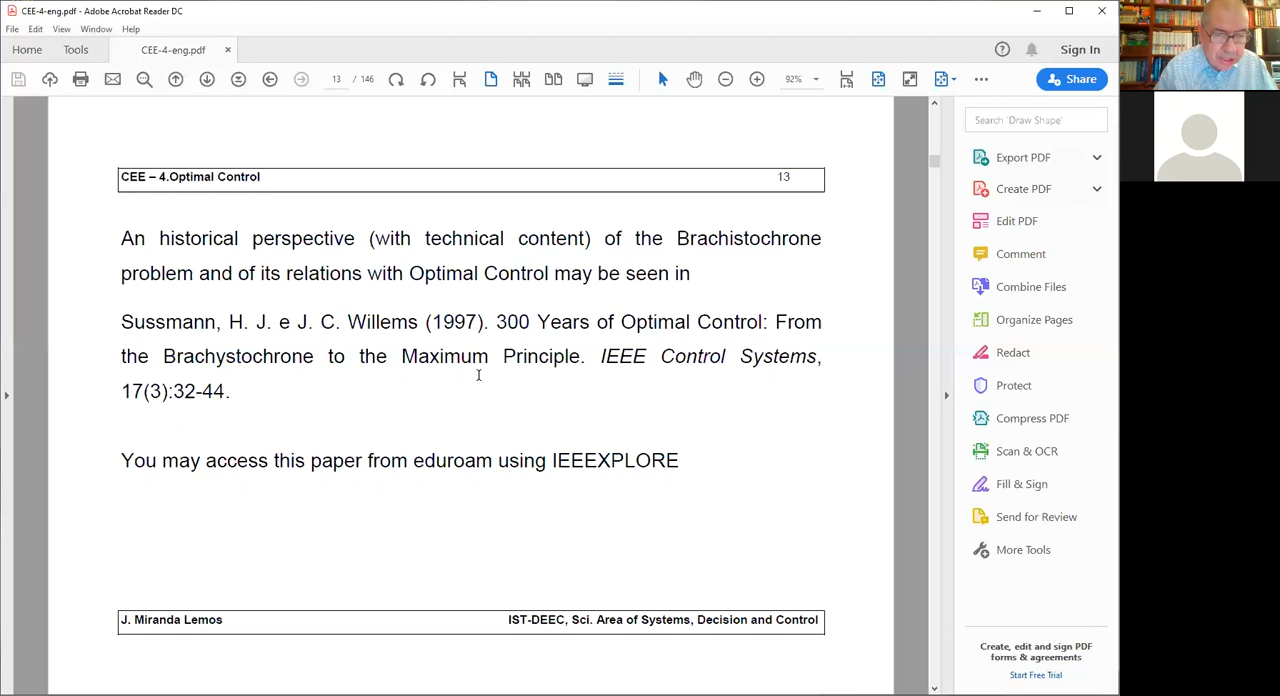 CEE-4-eng.pdf - Adobe Acrobat Reader DC
File Edit View Window Help
Home Tools CEE-4-eng.pdf × Sign In
13 / 146 92% Share
CEE – 4.Optimal Control 13
An historical perspective (with technical content) of the Brachistochrone
problem and of its relations with Optimal Control may be seen in
Sussmann, H. J. e J. C. Willems (1997). 300 Years of Optimal Control: From
the Brachystochrone to the Maximum Principle. IEEE Control Systems,
17(3):32-44.
You may access this paper from eduroam using IEEEXPLORE
J. Miranda Lemos IST-DEEC, Sci. Area of Systems, Decision and Control
Search 'Draw Shape'
Export PDF
Create PDF
Edit PDF
Comment
Combine Files
Organize Pages
Redact
Protect
Compress PDF
Scan & OCR
Fill & Sign
Send for Review
More Tools
Create, edit and sign PDF
forms & agreements
Start Free Trial